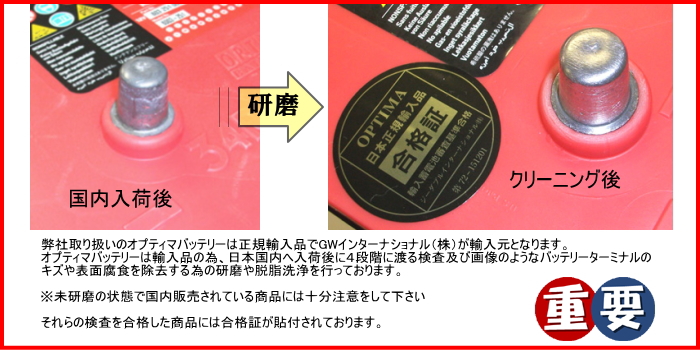 研磨
OPTIMA
日本正規輸入品
合格証
輸入蓄電池審査基準合格
国内入荷後
クリーニング後
弊社取り扱いのオプティマバッテリーは正規輸入品でGWインターナショナル（株）が輸入元となります。
オプティマバッテリーは輸入品の為、日本国内へ入荷後に４段階に渡る検査及び画像のようなバッテリーターミナルの
キズや表面腐食を除去する為の研磨や脱脂洗浄を行っております。
※未研磨の状態で国内販売されている商品には十分注意をして下さい
それらの検査を合格した商品には合格証が貼付されております。
重要